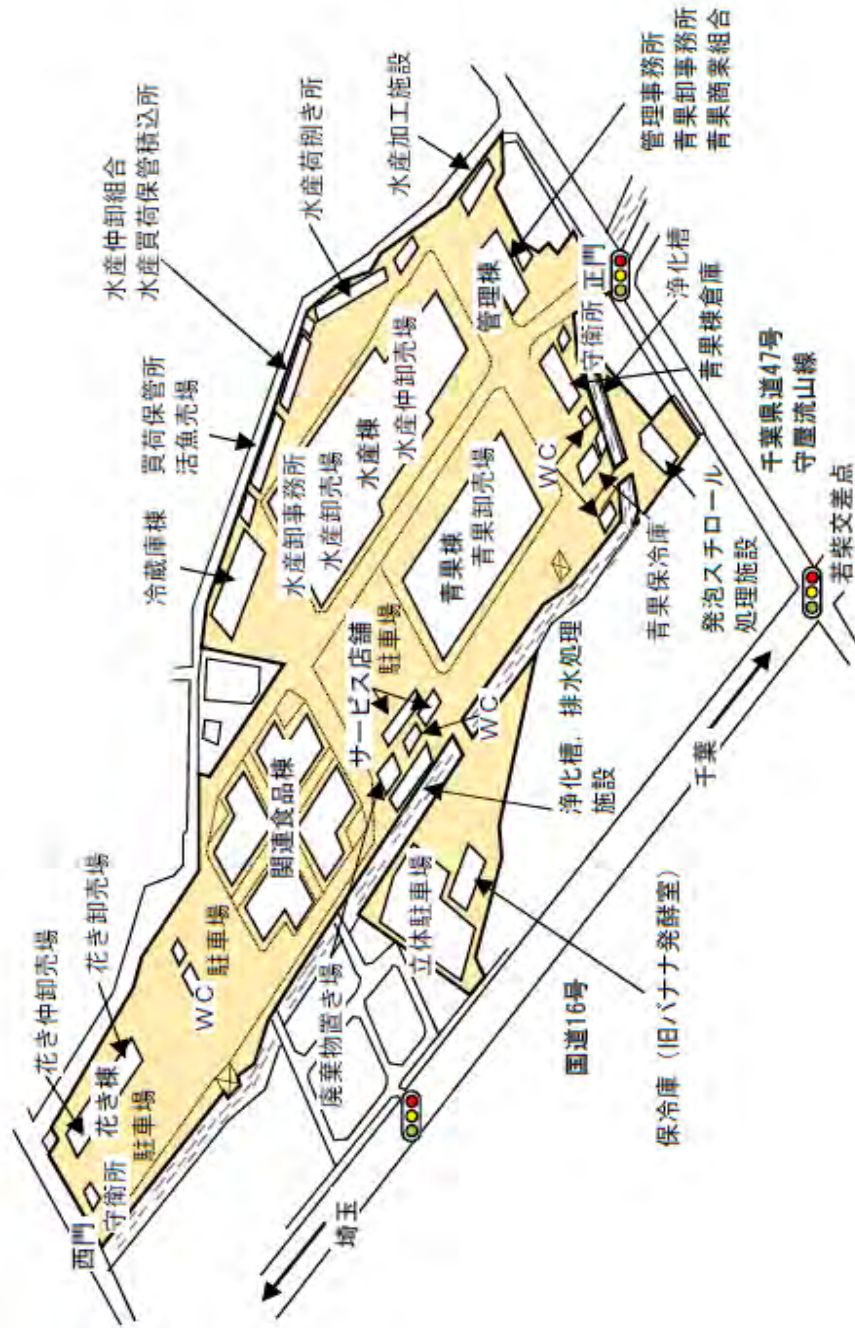 西門
守衛所
花き仲卸売場
花き卸売場
花き棟
駐車場
WC
駐車場
関連食品棟
廃棄物置き場
立体駐車場
保冷庫（旧バナナ発酵室）
サービス店舗
駐車場
WC
浄化槽，排水処理
施設
冷蔵庫棟
買荷保管所
活魚売場
水産仲卸組合
水産買荷保管積込所
水産荷捌き所
水産加工施設
水産卸事務所
水産卸売場
水産棟
水産仲卸売場
青果棟
青果卸売場
WC
管理棟
管理事務所
青果卸事務所
青果商業組合
守衛所
正門
浄化槽
青果棟倉庫
青果保冷庫
発泡スチロール
処理施設
千葉県道47号
守屋流山線
若柴交差点
千葉
国道16号
埼玉